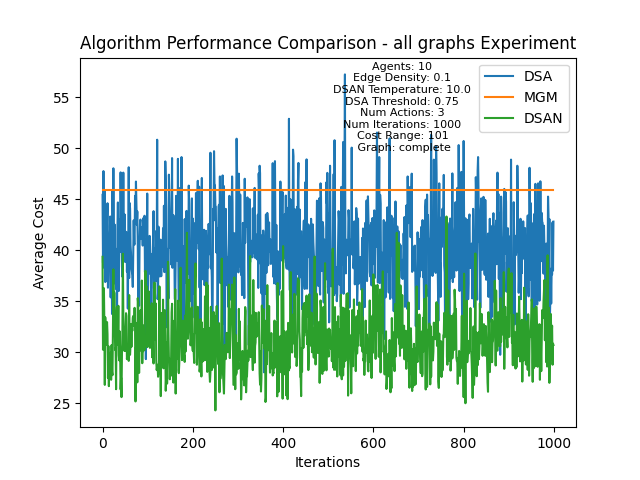 Algorithm Performance Comparison - all graphs Experiment
Agents: 10
Edge Density: 0.1
DSAN Temperature: 10.0
DSA Threshold: 0.75
Num Actions: 3
Num Iterations: 1000
Cost Range: 101
Graph: complete
DSA
MGM
DSAN
Average Cost
55
50
45
40
35
30
25
0
200
400
600
800
1000
Iterations